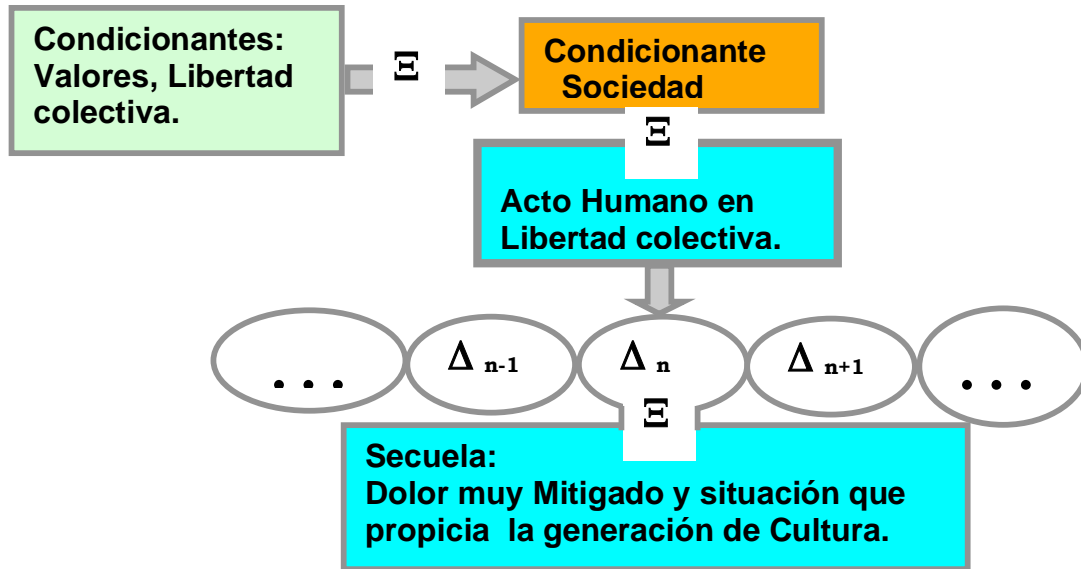 Condicionantes:
Valores, Libertad
colectiva.
Ξ
Condicionante
Sociedad
Ξ
Acto Humano en
Libertad colectiva.
. . .
Δ n-1
Δ n
Δ n+1
. . .
Ξ
Secuela:
Dolor muy Mitigado y situación que
propicia la generación de Cultura.